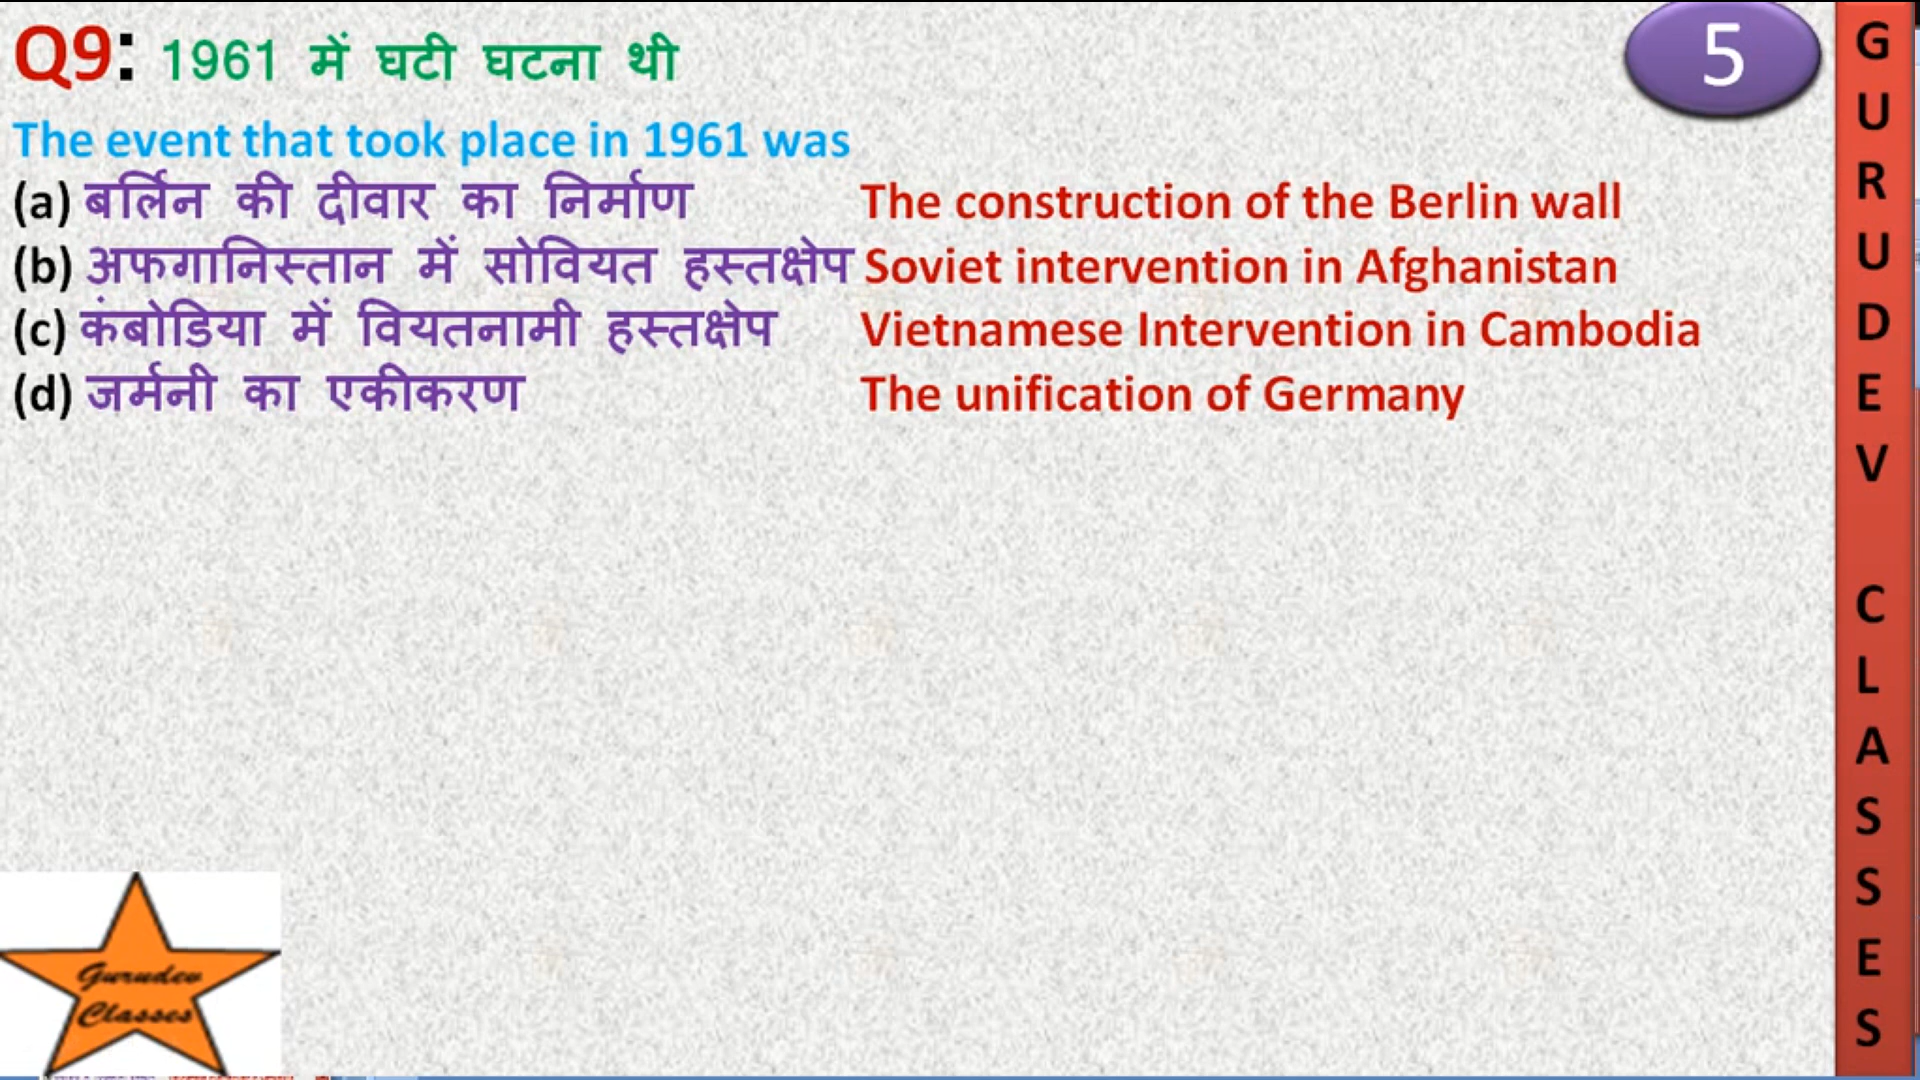 Q9: 1961 में घटी घटना थी
5
The event that took place in 1961 was
(a) बर्लिन की दीवार का निर्माण The construction of the Berlin wall
(b) अफगानिस्तान में सोवियत हस्तक्षेप Soviet intervention in Afghanistan
(c) कंबोडिया में वियतनामी हस्तक्षेप Vietnamese Intervention in Cambodia
(d) जर्मनी का एकीकरण The unification of Germany
GURUDEV CLASSES
Gurudev
Classes